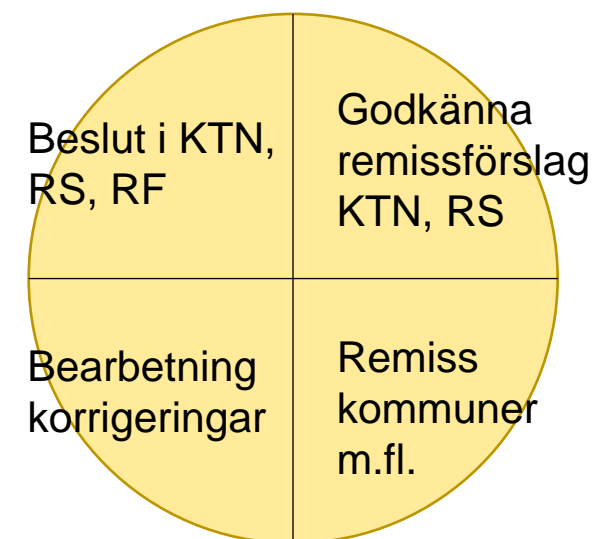 Beslut i KTN,
RS, RF
Godkänna
remissförslag
KTN, RS
Bearbetning
korrigeringar
Remiss
kommuner
m.fl.